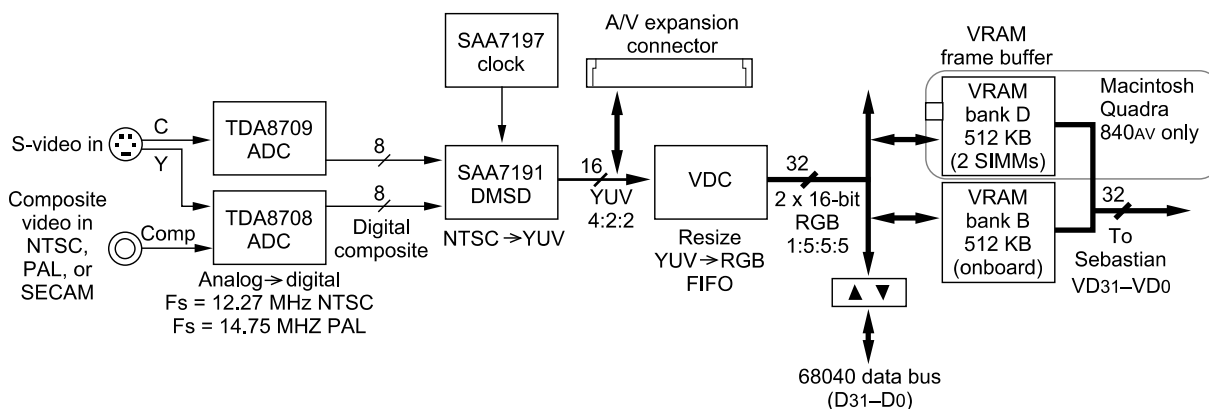 S-video in
C
Y
Composite
video in
NTSC,
PAL, or
SECAM
Comp
TDA8709
ADC
TDA8708
ADC
Analog→digital
Fs = 12.27 MHz NTSC
Fs = 14.75 MHZ PAL
8
8
Digital
composite
SAA7197
clock
SAA7191
DMSD
NTSC→YUV
A/V expansion
connector
16
YUV
4:2:2
VDC
Resize
YUV→RGB
FIFO
32
2 x 16-bit
RGB
1:5:5:5
68040 data bus
(D31–D0)
VRAM
frame buffer
VRAM
bank D
512 KB
(2 SIMMs)
Macintosh
Quadra
840AV only
VRAM
bank B
512 KB
(onboard)
32
To
Sebastian
VD31–VD0